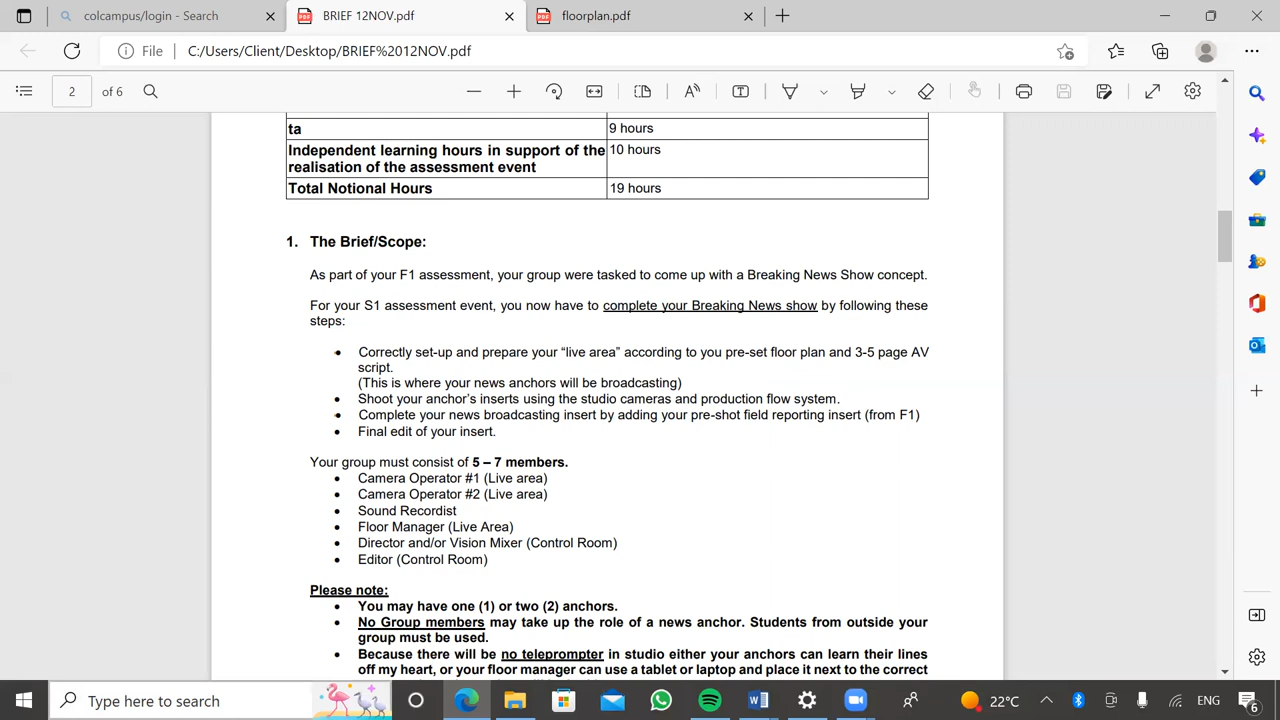 colcampus/login - Search
BRIEF 12NOV.pdf
floorplan.pdf
File
C:/Users/Client/Desktop/BRIEF%2012NOV.pdf
2 of 6
ta 9 hours
Independent learning hours in support of the 10 hours
realisation of the assessment event
Total Notional Hours 19 hours
1. The Brief/Scope:
As part of your F1 assessment, your group were tasked to come up with a Breaking News Show concept.
For your S1 assessment event, you now have to complete your Breaking News show by following these
steps:
• Correctly set-up and prepare your “live area” according to you pre-set floor plan and 3-5 page AV
script.
(This is where your news anchors will be broadcasting)
• Shoot your anchor’s inserts using the studio cameras and production flow system.
• Complete your news broadcasting insert by adding your pre-shot field reporting insert (from F1)
• Final edit of your insert.
Your group must consist of 5 – 7 members.
• Camera Operator #1 (Live area)
• Camera Operator #2 (Live area)
• Sound Recordist
• Floor Manager (Live Area)
• Director and/or Vision Mixer (Control Room)
• Editor (Control Room)
Please note:
• You may have one (1) or two (2) anchors.
• No Group members may take up the role of a news anchor. Students from outside your
group must be used.
• Because there will be no teleprompter in studio either your anchors can learn their lines
off my heart, or your floor manager can use a tablet or laptop and place it next to the correct
Type here to search
22°C
ENG
6